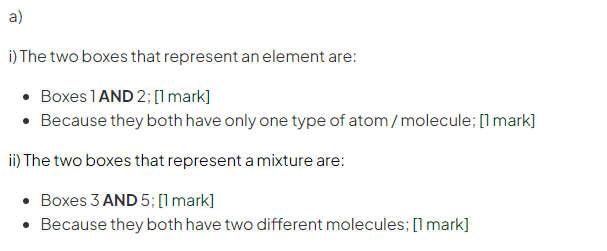 a)
i) The two boxes that represent an element are:
• Boxes 1 AND 2; [1 mark]
• Because they both have only one type of atom / molecule; [1 mark]
ii) The two boxes that represent a mixture are:
• Boxes 3 AND 5; [1 mark]
• Because they both have two different molecules; [1 mark]